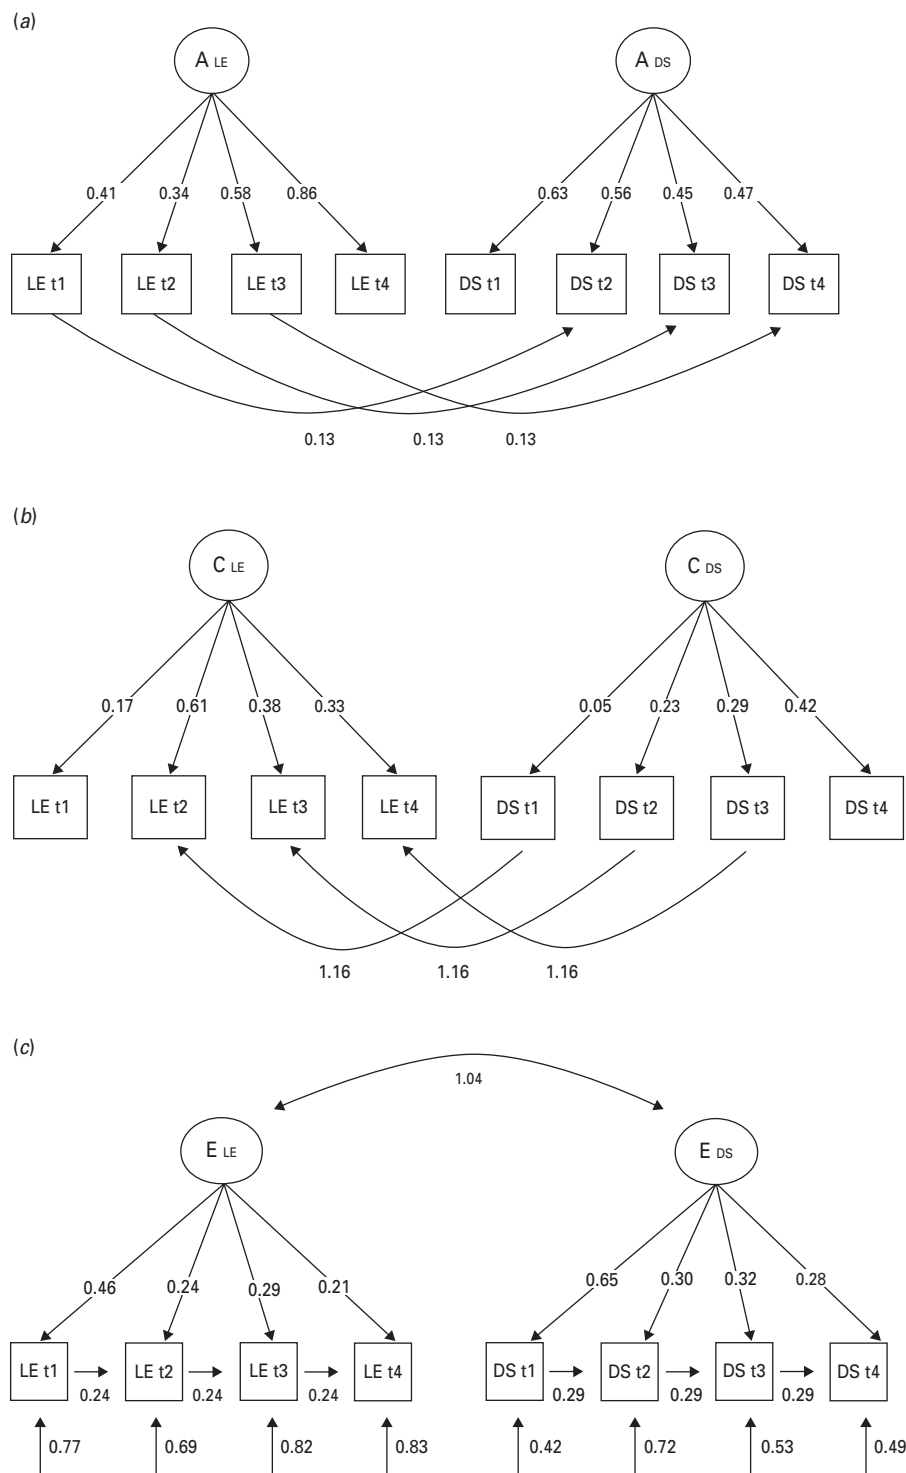 (a)
A LE A DS
0.41 0.34 0.58 0.86 0.63 0.56 0.45 0.47
LE t1 LE t2 LE t3 LE t4 DS t1 DS t2 DS t3 DS t4
0.13 0.13 0.13
(b)
C LE C DS
0.17 0.61 0.38 0.33 0.05 0.23 0.29 0.42
LE t1 LE t2 LE t3 LE t4 DS t1 DS t2 DS t3 DS t4
1.16 1.16 1.16
(c)
1.04
E LE E DS
0.46 0.24 0.29 0.21 0.65 0.30 0.32 0.28
LE t1 LE t2 LE t3 LE t4 DS t1 DS t2 DS t3 DS t4
0.24 0.24 0.24 0.29 0.29 0.29
0.77 0.69 0.82 0.83 0.42 0.72 0.53 0.49